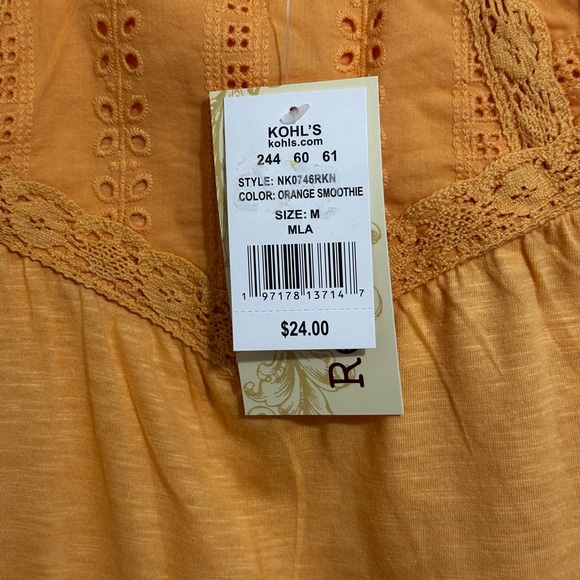 KOHL'S
kohls.com
244 60 61
STYLE: NK0746RKN
COLOR: ORANGE SMOOTHIE
SIZE: M
MLA
1 97178 13714 7
$24.00